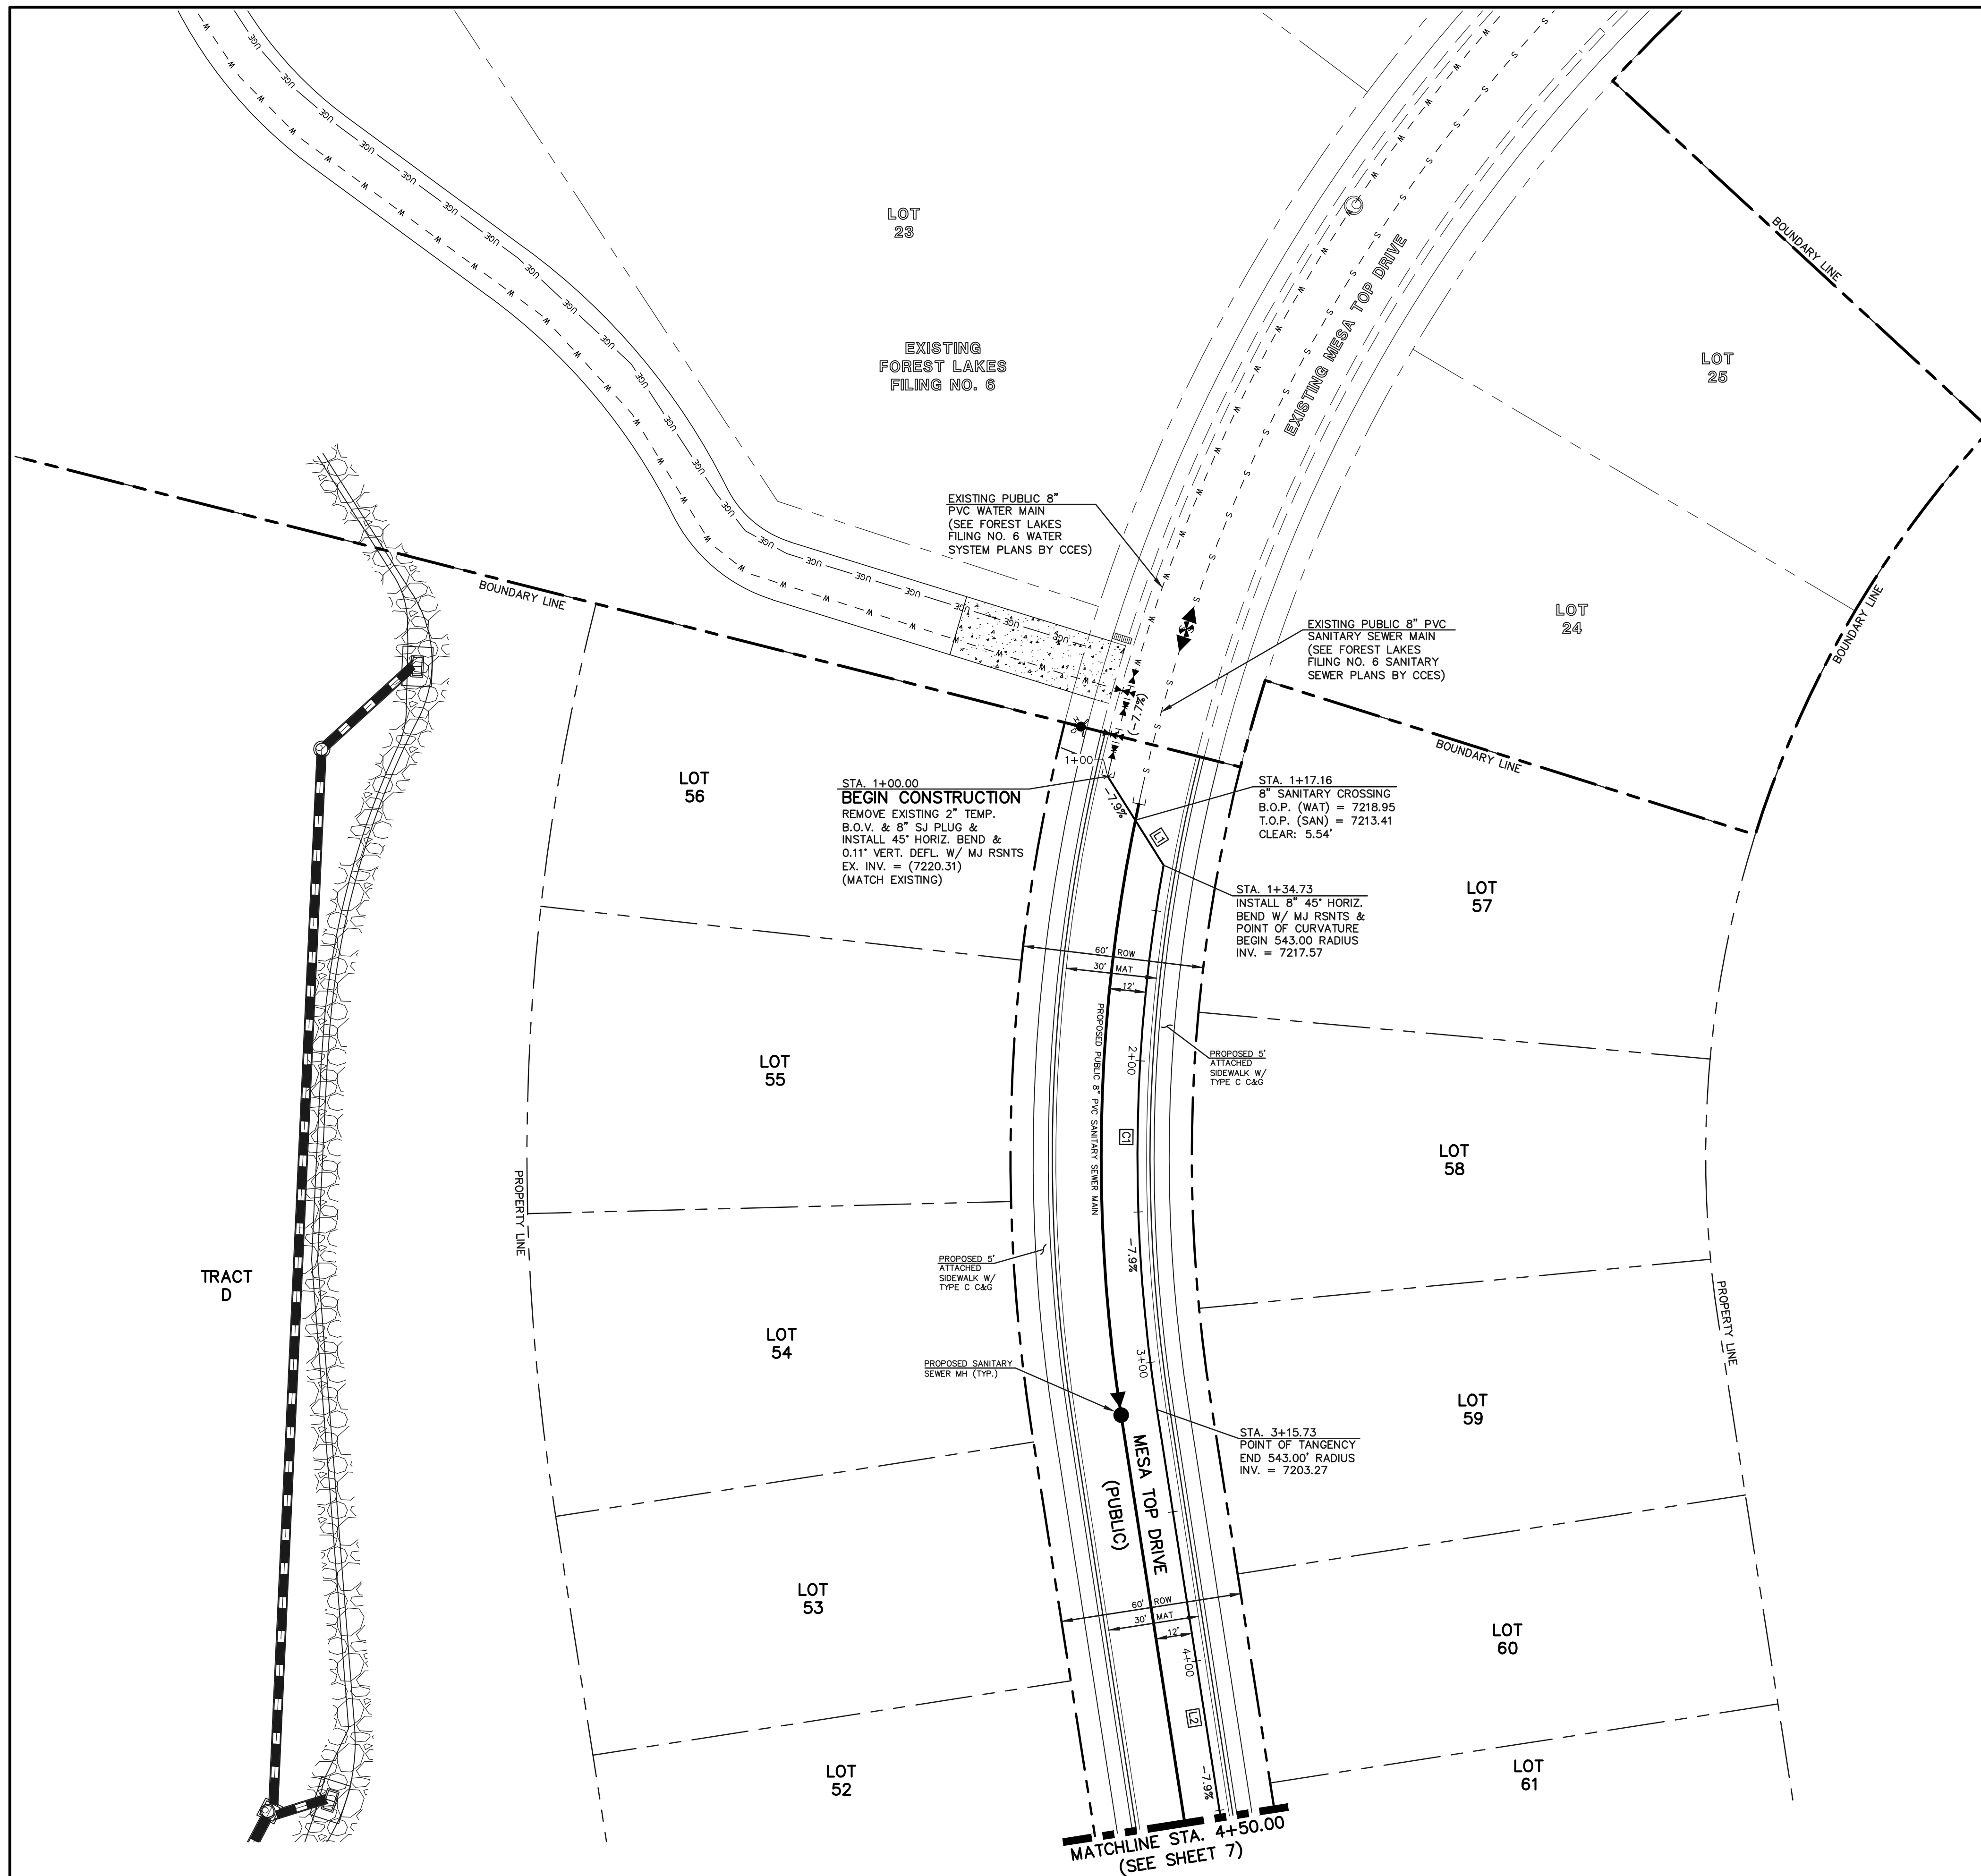 LOT
23
EXISTING
FOREST LAKES
FILING NO. 6
EXISTING MESA TOP DRIVE
LOT
25
LOT
24
BOUNDARY LINE
BOUNDARY LINE
BOUNDARY LINE
BOUNDARY LINE
EXISTING PUBLIC 8"
PVC WATER MAIN
(SEE FOREST LAKES
FILING NO. 6 WATER
SYSTEM PLANS BY CCES)
EXISTING PUBLIC 8" PVC
SANITARY SEWER MAIN
(SEE FOREST LAKES
FILING NO. 6 SANITARY
SEWER PLANS BY CCES)
(-7.7%)
1+00
-7.9%
L1
LOT
56
STA. 1+00.00
BEGIN CONSTRUCTION
REMOVE EXISTING 2" TEMP.
B.O.V. & 8" SJ PLUG &
INSTALL 45° HORIZ. BEND &
0.11° VERT. DEFL. W/ MJ RSNTS
EX. INV. = (7220.31)
(MATCH EXISTING)
STA. 1+17.16
8" SANITARY CROSSING
B.O.P. (WAT) = 7218.95
T.O.P. (SAN) = 7213.41
CLEAR: 5.54'
STA. 1+34.73
INSTALL 8" 45° HORIZ.
BEND W/ MJ RSNTS &
POINT OF CURVATURE
BEGIN 543.00 RADIUS
INV. = 7217.57
LOT
57
60' ROW
30' MAT
12'
PROPOSED PUBLIC 8" PVC SANITARY SEWER MAIN
2+00
C1
PROPOSED 5'
ATTACHED
SIDEWALK W/
TYPE C C&G
LOT
55
LOT
58
PROPERTY LINE
PROPOSED 5'
ATTACHED
SIDEWALK W/
TYPE C C&G
-7.9%
TRACT
D
LOT
54
PROPERTY LINE
PROPOSED SANITARY
SEWER MH (TYP.)
3+00
LOT
59
STA. 3+15.73
POINT OF TANGENCY
END 543.00' RADIUS
INV. = 7203.27
MESA TOP DRIVE
(PUBLIC)
LOT
53
60' ROW
30' MAT
12'
4+00
LOT
60
L2
LOT
52
-7.9%
LOT
61
MATCHLINE STA. 4+50.00
(SEE SHEET 7)